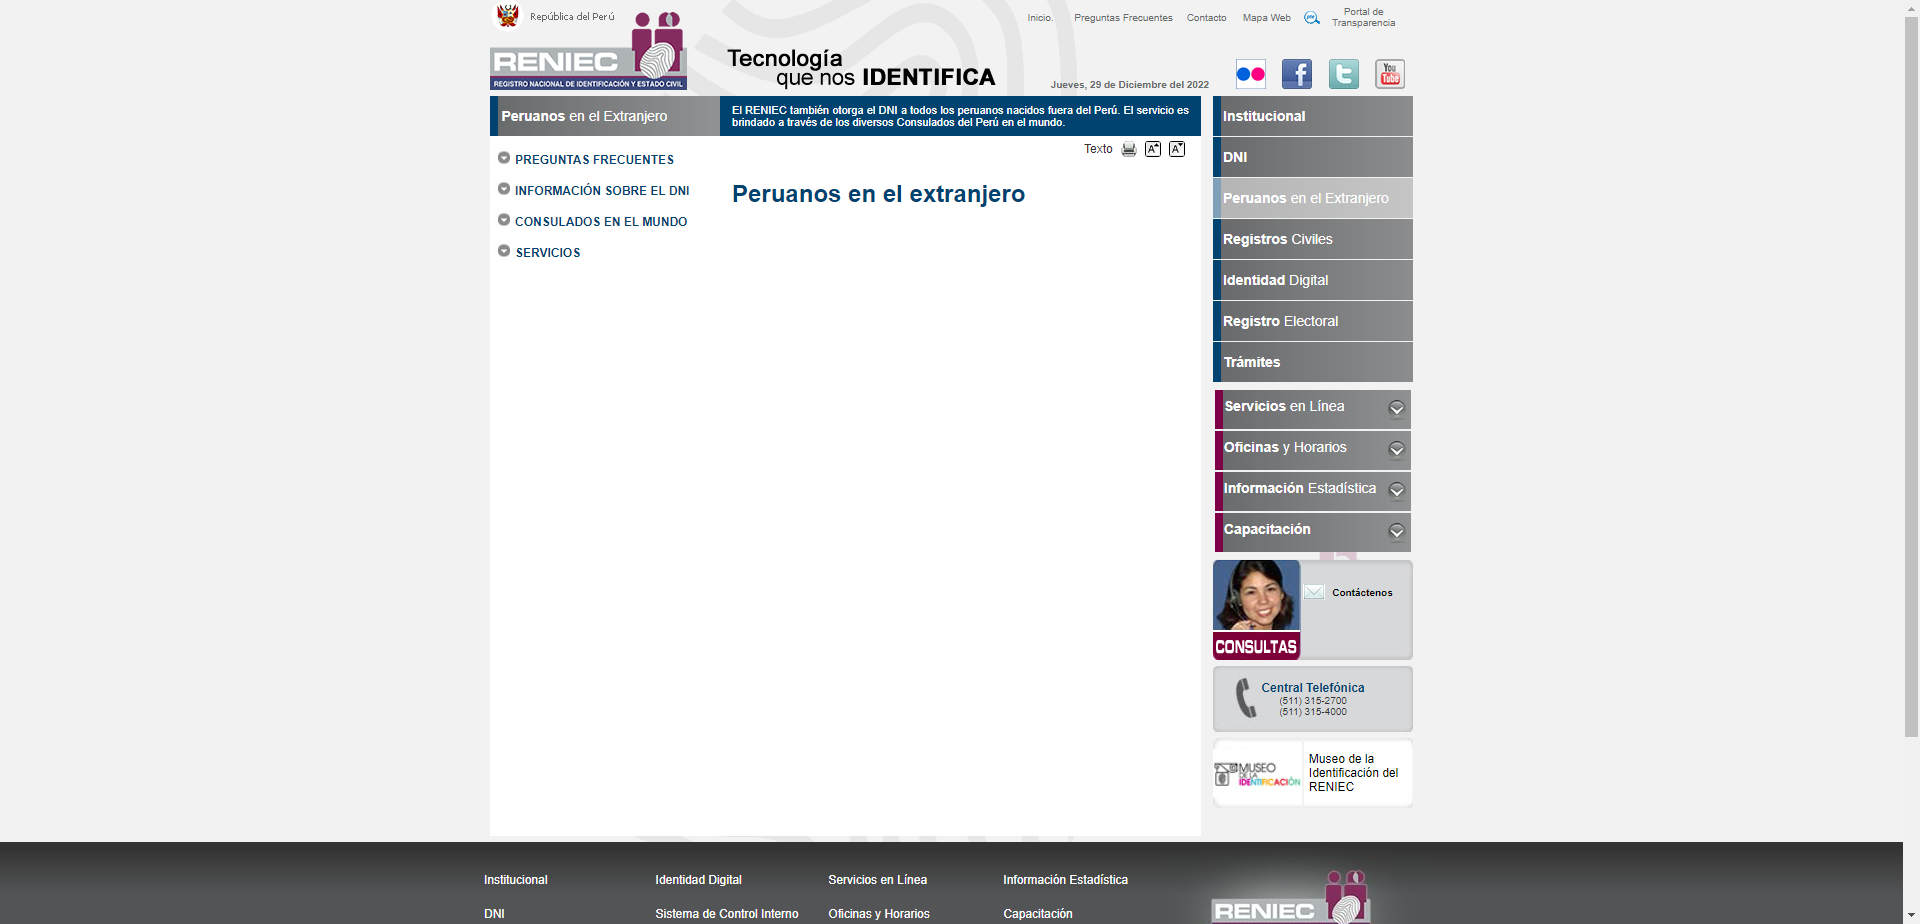 República del Perú
Inicio.
Preguntas Frecuentes
Contacto
Mapa Web
Portal de
Transparencia
RENIEC
REGISTRO NACIONAL DE IDENTIFICACIÓN Y ESTADO CIVIL
Tecnología
que nos IDENTIFICA
Jueves, 29 de Diciembre del 2022
You
Tube
Peruanos en el Extranjero
El RENIEC también otorga el DNI a todos los peruanos nacidos fuera del Perú. El servicio es
brindado a través de los diversos Consulados del Perú en el mundo.
Texto
A
A
PREGUNTAS FRECUENTES
INFORMACIÓN SOBRE EL DNI
CONSULADOS EN EL MUNDO
SERVICIOS
Peruanos en el extranjero
Institucional
DNI
Peruanos en el Extranjero
Registros Civiles
Identidad Digital
Registro Electoral
Trámites
Servicios en Línea
Oficinas y Horarios
Información Estadística
Capacitación
Contáctenos
CONSULTAS
Central Telefónica
(511) 315-2700
(511) 315-4000
MUSEO
DE LA
IDENTIFICACIÓN
Museo de la
Identificación del
RENIEC
Institucional
Identidad Digital
Servicios en Línea
Información Estadística
DNI
Sistema de Control Interno
Oficinas y Horarios
Capacitación
RENIEC